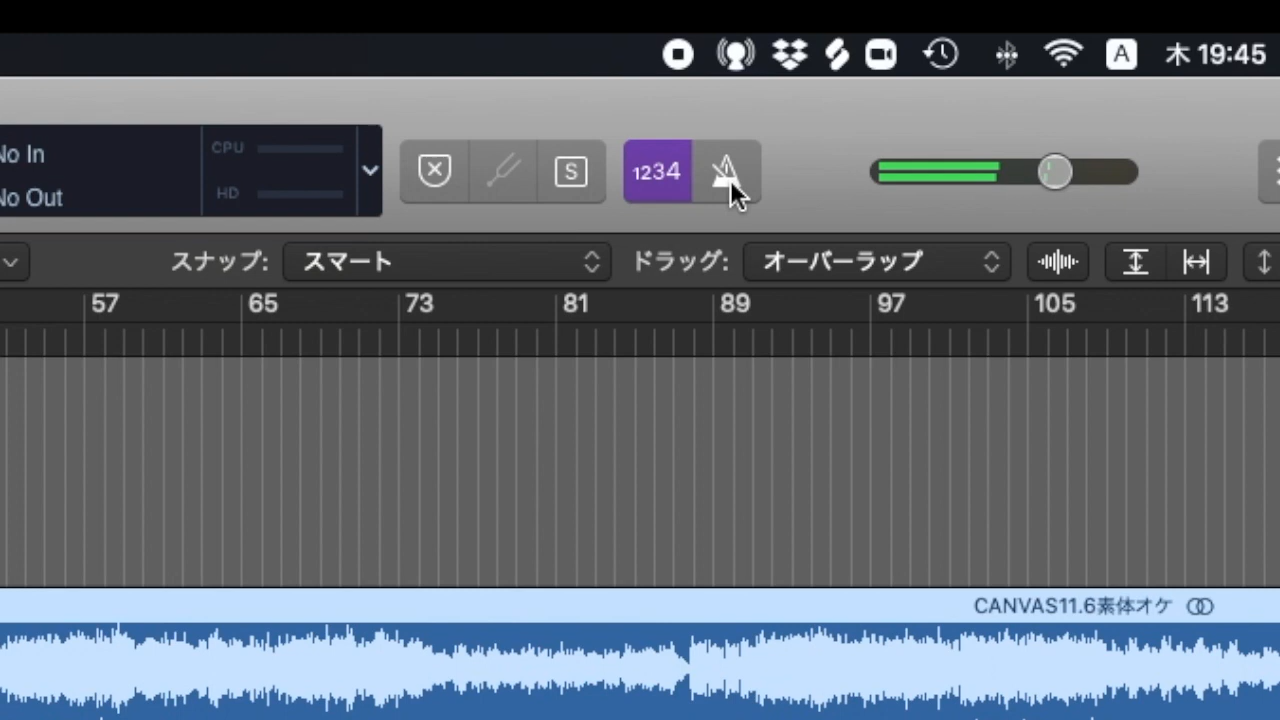 A 木 19:45
No In CPU
No Out HD
S 1234
スナップ: スマート ドラッグ: オーバーラップ
57 65 73 81 89 97 105 113
CANVAS11.6素体オケ